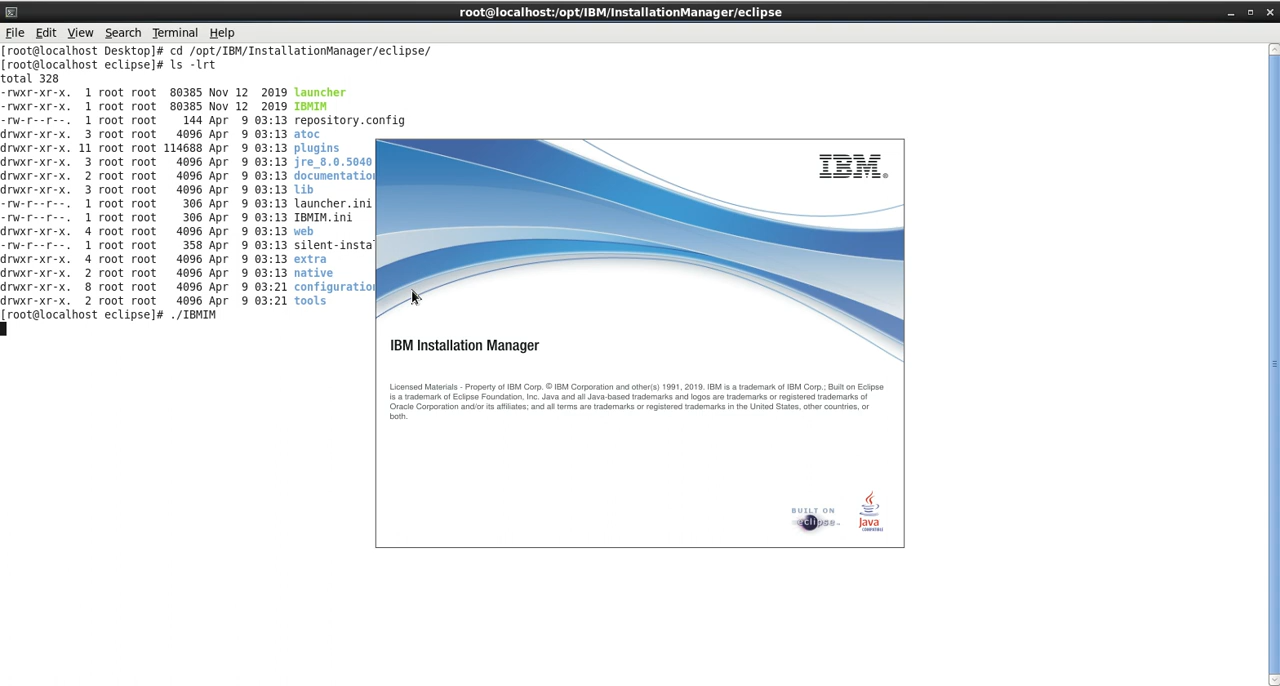 root@localhost:/opt/IBM/InstallationManager/eclipse
File Edit View Search Terminal Help
[root@localhost Desktop]# cd /opt/IBM/InstallationManager/eclipse/
[root@localhost eclipse]# ls -lrt
total 328
-rwxr-xr-x.  1 root root  80385 Nov 12  2019 launcher
-rwxr-xr-x.  1 root root  80385 Nov 12  2019 IBMIM
-rw-r--r--.  1 root root    144 Apr  9 03:13 repository.config
drwxr-xr-x.  3 root root   4096 Apr  9 03:13 atoc
drwxr-xr-x. 11 root root 114688 Apr  9 03:13 plugins
drwxr-xr-x.  3 root root   4096 Apr  9 03:13 jre_8.0.5040
drwxr-xr-x.  2 root root   4096 Apr  9 03:13 documentation
drwxr-xr-x.  3 root root   4096 Apr  9 03:13 lib
-rw-r--r--.  1 root root    306 Apr  9 03:13 launcher.ini
-rw-r--r--.  1 root root    306 Apr  9 03:13 IBMIM.ini
drwxr-xr-x.  4 root root   4096 Apr  9 03:13 web
-rw-r--r--.  1 root root    358 Apr  9 03:13 silent-insta
drwxr-xr-x.  4 root root   4096 Apr  9 03:13 extra
drwxr-xr-x.  2 root root   4096 Apr  9 03:13 native
drwxr-xr-x.  8 root root   4096 Apr  9 03:21 configuration
drwxr-xr-x.  2 root root   4096 Apr  9 03:21 tools
[root@localhost eclipse]# ./IBMIM
IBM®
IBM Installation Manager
Licensed Materials - Property of IBM Corp. © IBM Corporation and other(s) 1991, 2019. IBM is a trademark of IBM Corp.; Built on Eclipse
is a trademark of Eclipse Foundation, Inc. Java and all Java-based trademarks and logos are trademarks or registered trademarks of
Oracle Corporation and/or its affiliates; and all terms are trademarks or registered trademarks in the United States, other countries, or
both.
BUILT ON
eclipse™
Java
COMPATIBLE